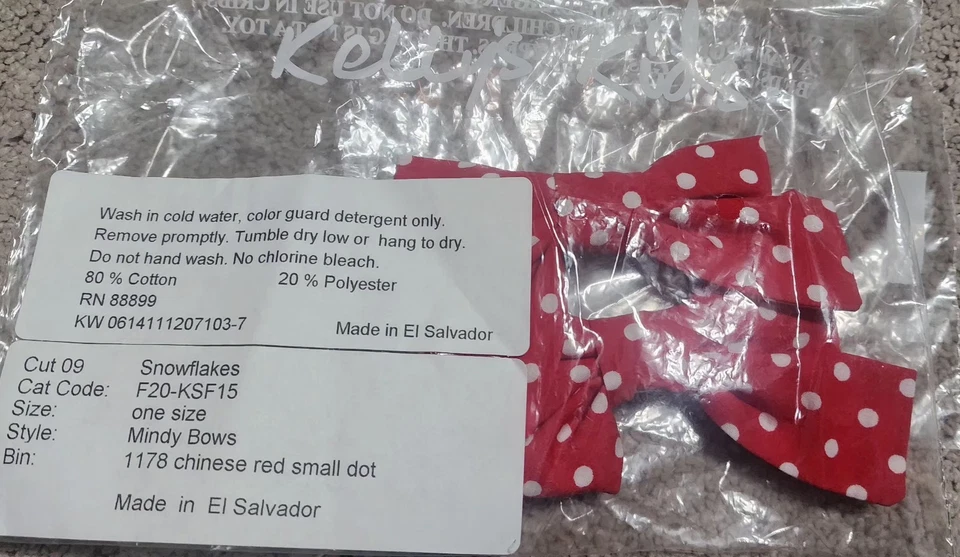 Kelly's Kids
Wash in cold water, color guard detergent only.
Remove promptly. Tumble dry low or hang to dry.
Do not hand wash. No chlorine bleach.
80 % Cotton 20 % Polyester
RN 88899
KW 0614111207103-7 Made in El Salvador
Cut 09 Snowflakes
Cat Code: F20-KSF15
Size: one size
Style: Mindy Bows
Bin: 1178 chinese red small dot
Made in El Salvador